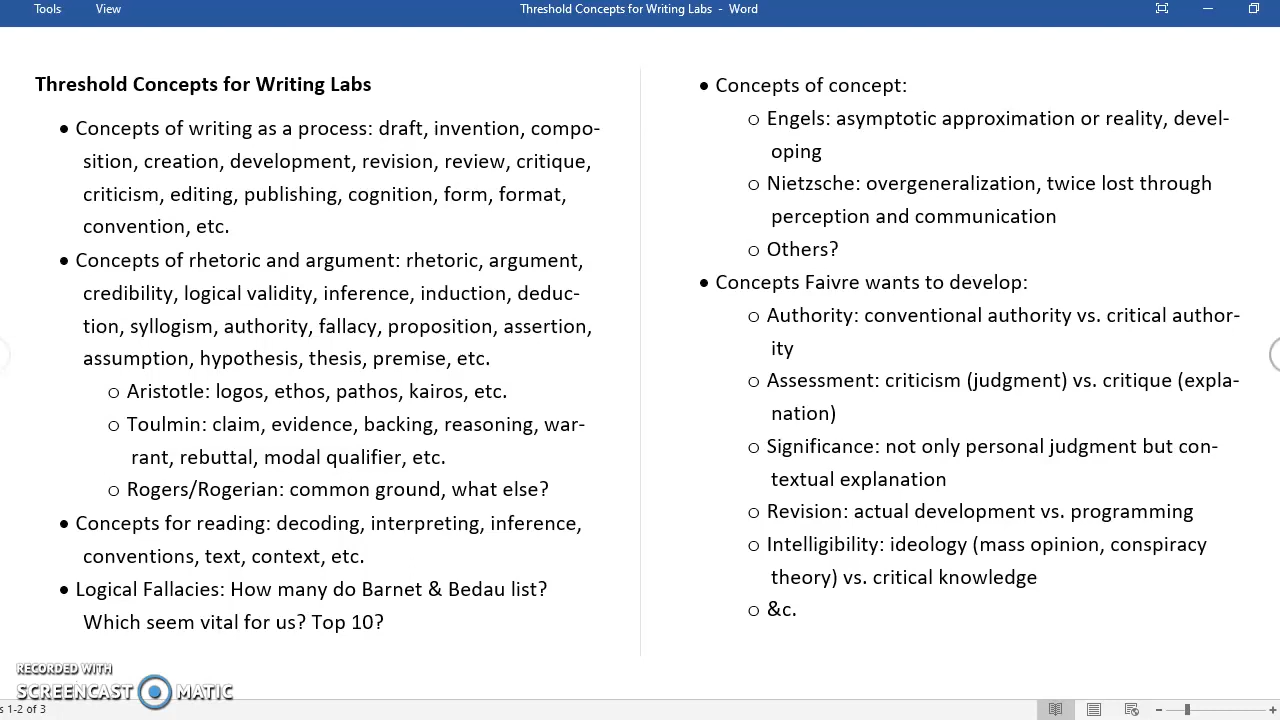 Tools View Threshold Concepts for Writing Labs - Word
Threshold Concepts for Writing Labs
• Concepts of writing as a process: draft, invention, compo-
sition, creation, development, revision, review, critique,
criticism, editing, publishing, cognition, form, format,
convention, etc.
• Concepts of rhetoric and argument: rhetoric, argument,
credibility, logical validity, inference, induction, deduc-
tion, syllogism, authority, fallacy, proposition, assertion,
assumption, hypothesis, thesis, premise, etc.
o Aristotle: logos, ethos, pathos, kairos, etc.
o Toulmin: claim, evidence, backing, reasoning, war-
rant, rebuttal, modal qualifier, etc.
o Rogers/Rogerian: common ground, what else?
• Concepts for reading: decoding, interpreting, inference,
conventions, text, context, etc.
• Logical Fallacies: How many do Barnet & Bedau list?
Which seem vital for us? Top 10?
• Concepts of concept:
o Engels: asymptotic approximation or reality, devel-
oping
o Nietzsche: overgeneralization, twice lost through
perception and communication
o Others?
• Concepts Faivre wants to develop:
o Authority: conventional authority vs. critical author-
ity
o Assessment: criticism (judgment) vs. critique (expla-
nation)
o Significance: not only personal judgment but con-
textual explanation
o Revision: actual development vs. programming
o Intelligibility: ideology (mass opinion, conspiracy
theory) vs. critical knowledge
o &c.
RECORDED WITH
SCREENCAST MATIC
s 1-2 of 3